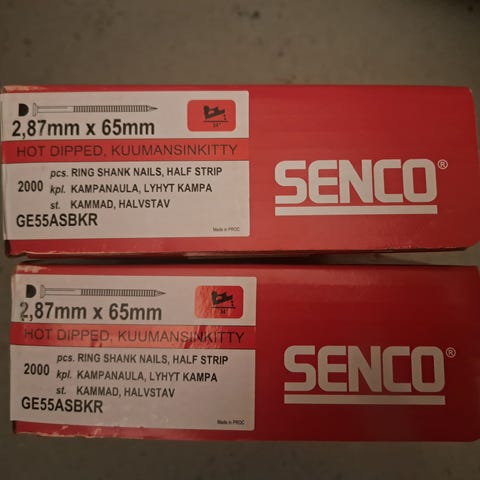 2,87mm x 65mm
34°
HOT DIPPED, KUUMANSINKITTY
2000
pcs. RING SHANK NAILS, HALF STRIP
kpl. KAMPANAULA, LYHYT KAMPA
st. KAMMAD, HALVSTAV
GE55ASBKR
Made in PROC
SENCO®
2,87mm x 65mm
34°
HOT DIPPED, KUUMANSINKITTY
2000
pcs. RING SHANK NAILS, HALF STRIP
kpl. KAMPANAULA, LYHYT KAMPA
st. KAMMAD, HALVSTAV
GE55ASBKR
Made in PROC
SENCO®